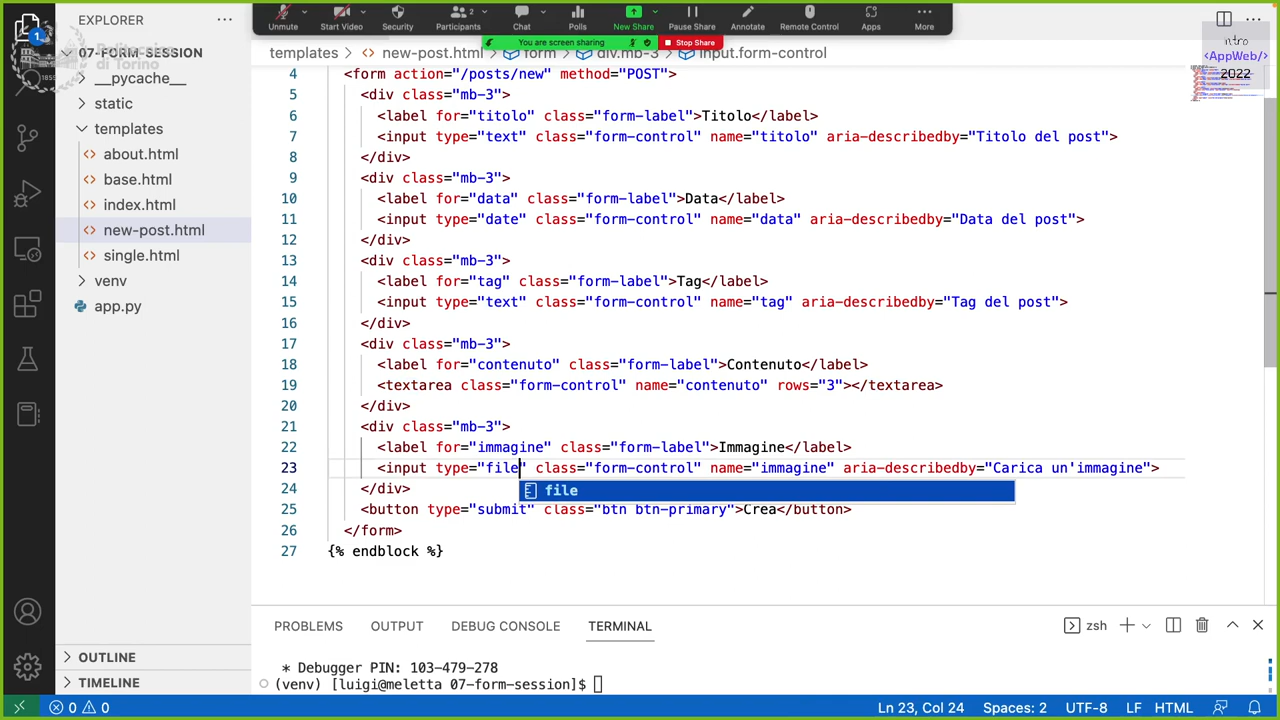 Unmute
Start Video
Security
Participants 2
Chat
Polls
New Share
Pause Share
Annotate
Remote Control
Apps
More
You are screen sharing
Stop Share
Intro
<AppWeb/>
2022
Politecnico
di Torino
1859
1
EXPLORER
07-FORM-SESSION
__pycache__
static
templates
about.html
base.html
index.html
new-post.html
single.html
venv
app.py
OUTLINE
TIMELINE
templates > new-post.html > form > div.mb-3 > input.form-control
4 <form action="/posts/new" method="POST">
5 <div class="mb-3">
6 <label for="titolo" class="form-label">Titolo</label>
7 <input type="text" class="form-control" name="titolo" aria-describedby="Titolo del post">
8 </div>
9 <div class="mb-3">
10 <label for="data" class="form-label">Data</label>
11 <input type="date" class="form-control" name="data" aria-describedby="Data del post">
12 </div>
13 <div class="mb-3">
14 <label for="tag" class="form-label">Tag</label>
15 <input type="text" class="form-control" name="tag" aria-describedby="Tag del post">
16 </div>
17 <div class="mb-3">
18 <label for="contenuto" class="form-label">Contenuto</label>
19 <textarea class="form-control" name="contenuto" rows="3"></textarea>
20 </div>
21 <div class="mb-3">
22 <label for="immagine" class="form-label">Immagine</label>
23 <input type="file" class="form-control" name="immagine" aria-describedby="Carica un'immagine">
file
24 </div>
25 <button type="submit" class="btn btn-primary">Crea</button>
26 </form>
27 {% endblock %}
PROBLEMS OUTPUT DEBUG CONSOLE TERMINAL
zsh
* Debugger PIN: 103-479-278
(venv) [luigi@meletta 07-form-session]$
0 0
Ln 23, Col 24 Spaces: 2 UTF-8 LF HTML